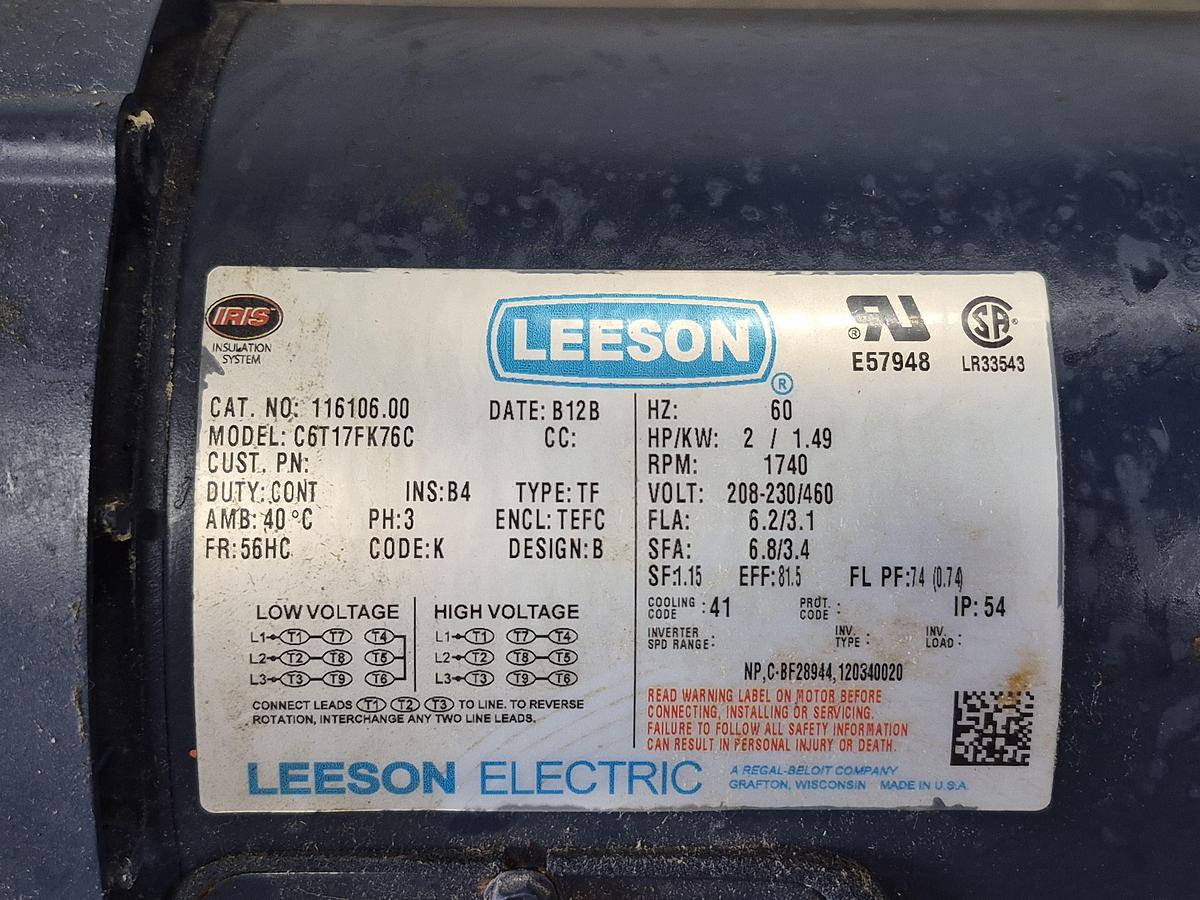 IRIS
INSULATION
SYSTEM
LEESON
®
® RU
E57948
SA ®
LR33543
CAT. NO: 116106.00 DATE: B12B
MODEL: C6T17FK76C CC:
CUST. PN:
DUTY: CONT INS: B4 TYPE: TF
AMB: 40°C PH: 3 ENCL: TEFC
FR: 56HC CODE: K DESIGN: B
HZ: 60
HP/KW: 2 / 1.49
RPM: 1740
VOLT: 208-230/460
FLA: 6.2/3.1
SFA: 6.8/3.4
SF: 1.15 EFF: 81.5 FL PF: 74 (0.74)
COOLING CODE : 41 PROT. CODE : IP: 54
INVERTER SPD RANGE : INV. TYPE : INV. LOAD :
NP,C-BF28944,120340020
LOW VOLTAGE HIGH VOLTAGE
L1 T1 T7 T4 L1 T1 T7 T4
L2 T2 T8 T5 L2 T2 T8 T5
L3 T3 T9 T6 L3 T3 T9 T6
CONNECT LEADS T1 T2 T3 TO LINE. TO REVERSE
ROTATION, INTERCHANGE ANY TWO LINE LEADS.
READ WARNING LABEL ON MOTOR BEFORE
CONNECTING, INSTALLING OR SERVICING.
FAILURE TO FOLLOW ALL SAFETY INFORMATION
CAN RESULT IN PERSONAL INJURY OR DEATH.
LEESON ELECTRIC
A REGAL-BELOIT COMPANY
GRAFTON, WISCONSIN MADE IN U.S.A.